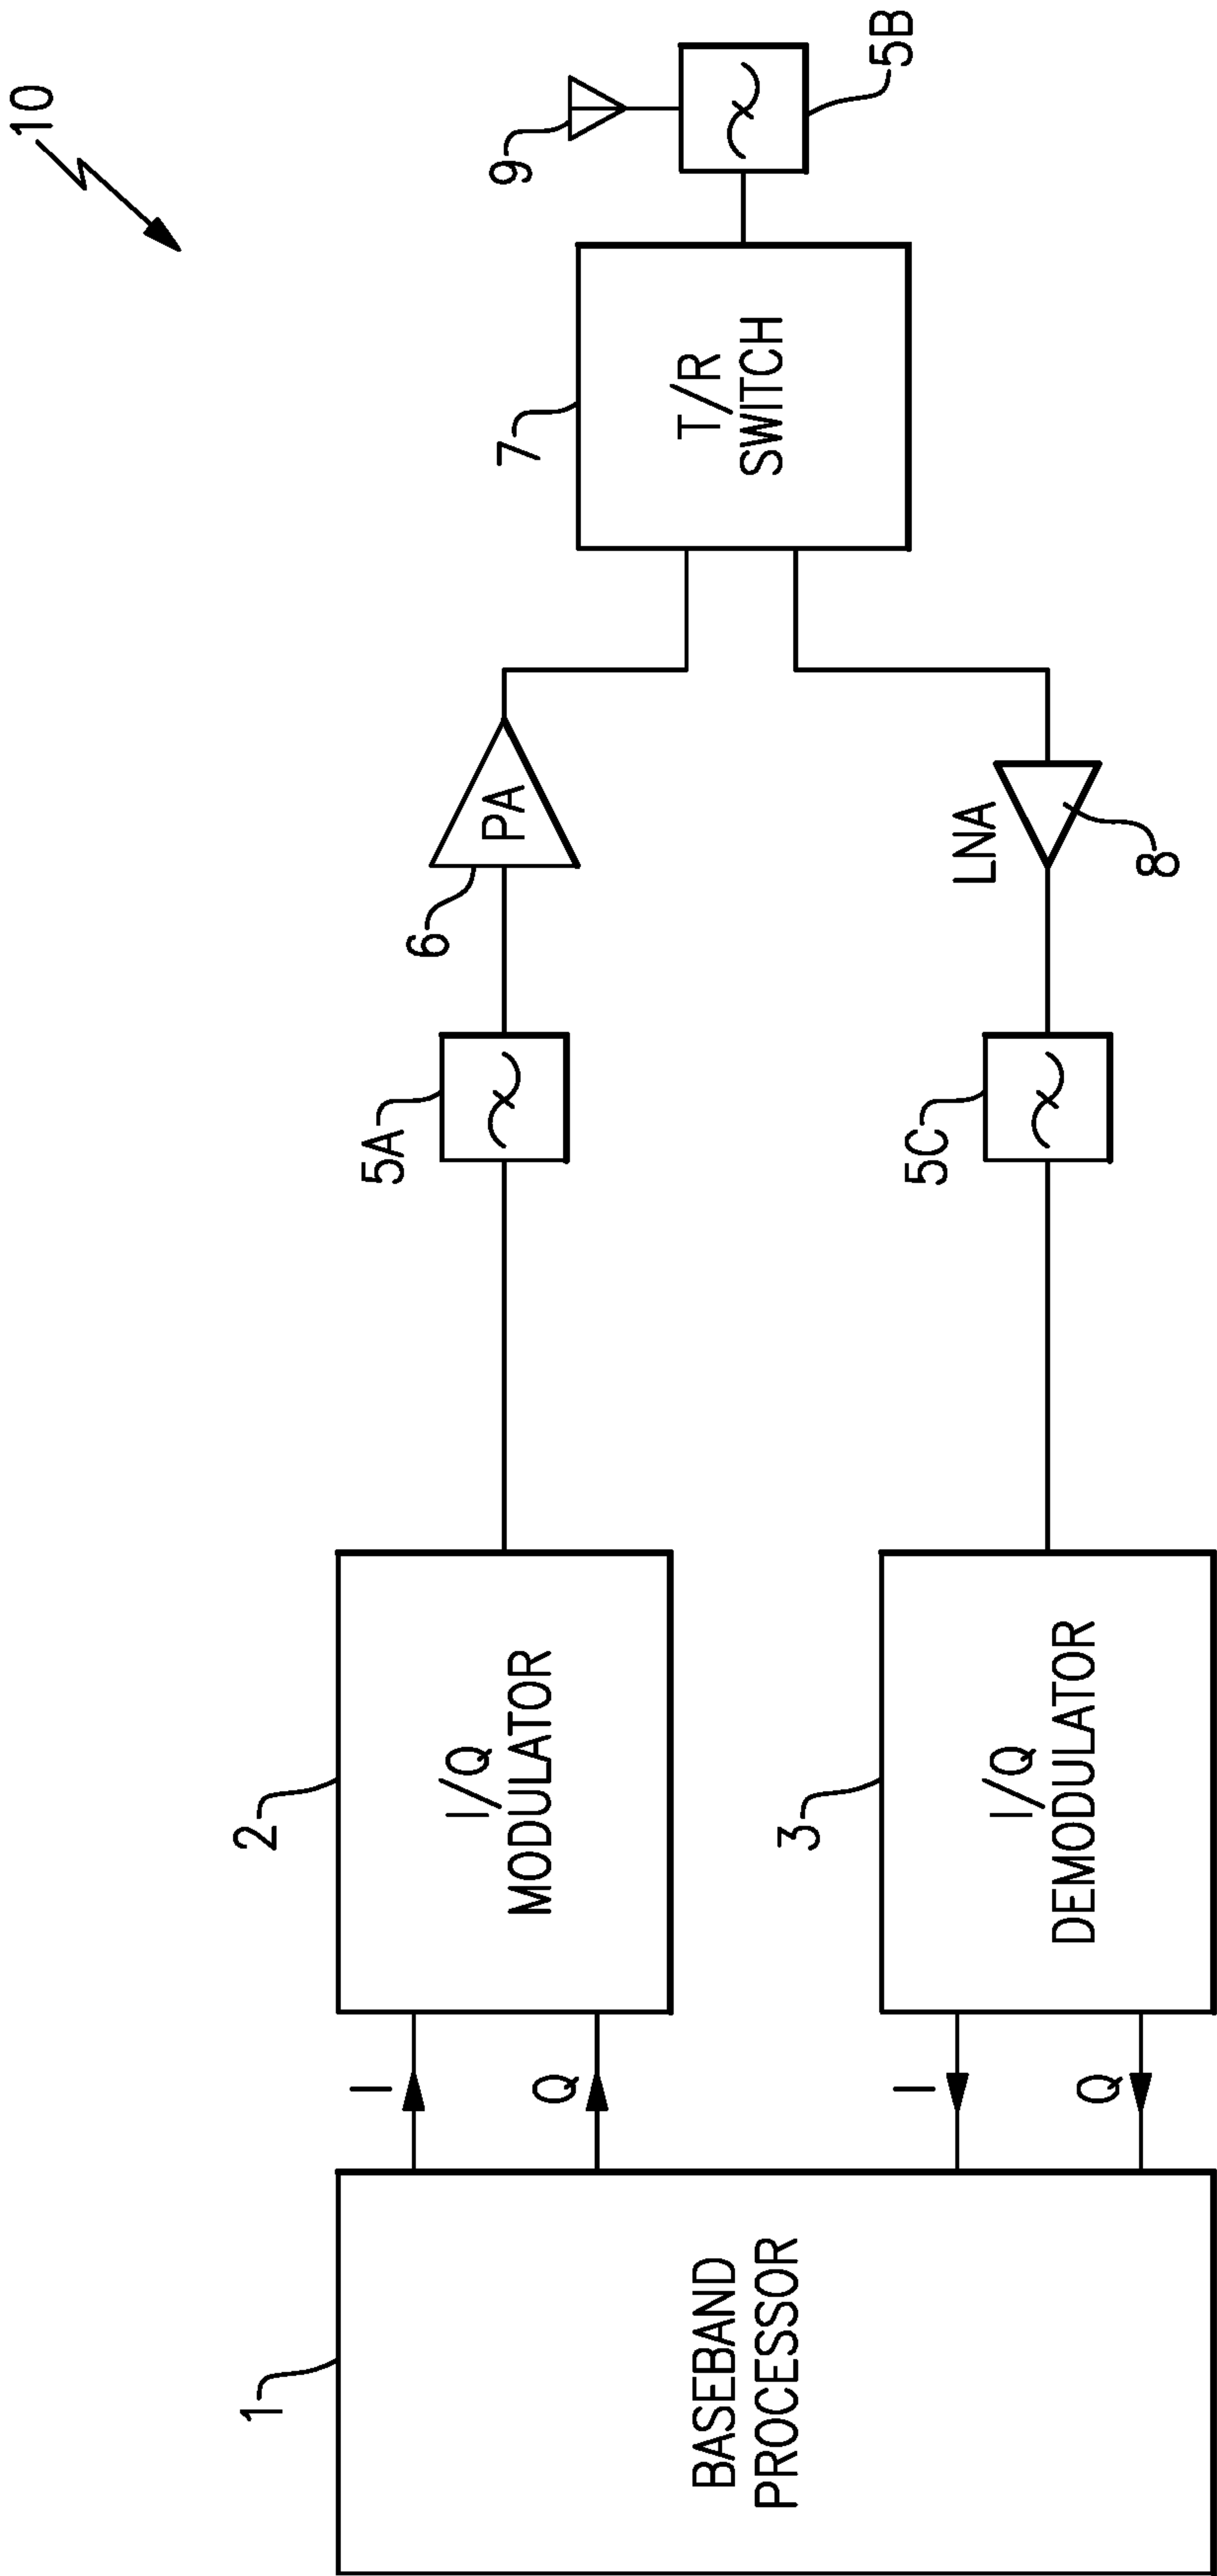 10
1
BASEBAND
PROCESSOR
I
Q
I
Q
2
I/Q
MODULATOR
3
I/Q
DEMODULATOR
5A
5C
6
PA
LNA
8
7
T/R
SWITCH
9
5B